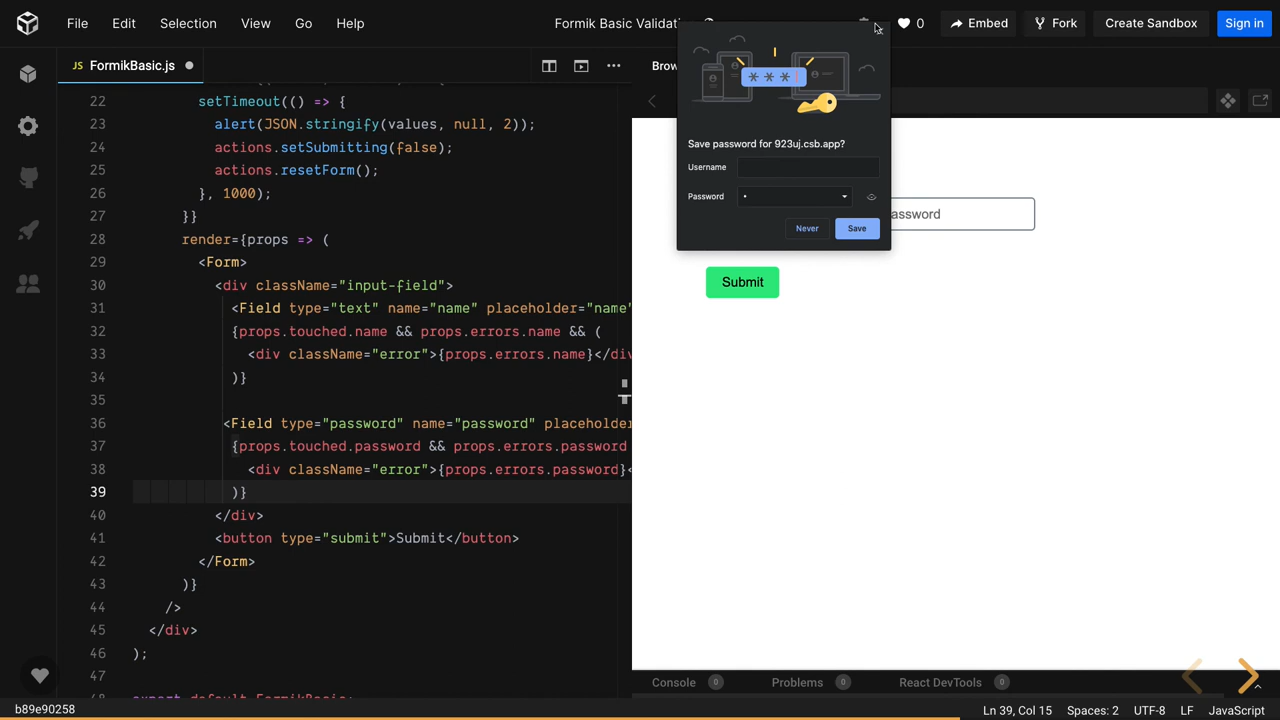 File Edit Selection View Go Help
Formik Basic Validati
0 Embed Fork Create Sandbox Sign in
JS FormikBasic.js
Brow
22 setTimeout(() => {
23 alert(JSON.stringify(values, null, 2));
24 actions.setSubmitting(false);
25 actions.resetForm();
26 }, 1000);
27 }}
28 render={props => (
29 <Form>
30 <div className="input-field">
31 <Field type="text" name="name" placeholder="name"
32 {props.touched.name && props.errors.name && (
33 <div className="error">{props.errors.name}</div
34 )}
35
36 <Field type="password" name="password" placeholder
37 {props.touched.password && props.errors.password
38 <div className="error">{props.errors.password}<
39 )}
40 </div>
41 <button type="submit">Submit</button>
42 </Form>
43 )}
44 />
45 </div>
46 );
47
48 export default FormikBasic;
* * *
Save password for 923uj.csb.app?
Username
Password •
Never Save
assword
Submit
Console 0 Problems 0 React DevTools 0
b89e90258
Ln 39, Col 15 Spaces: 2 UTF-8 LF JavaScript